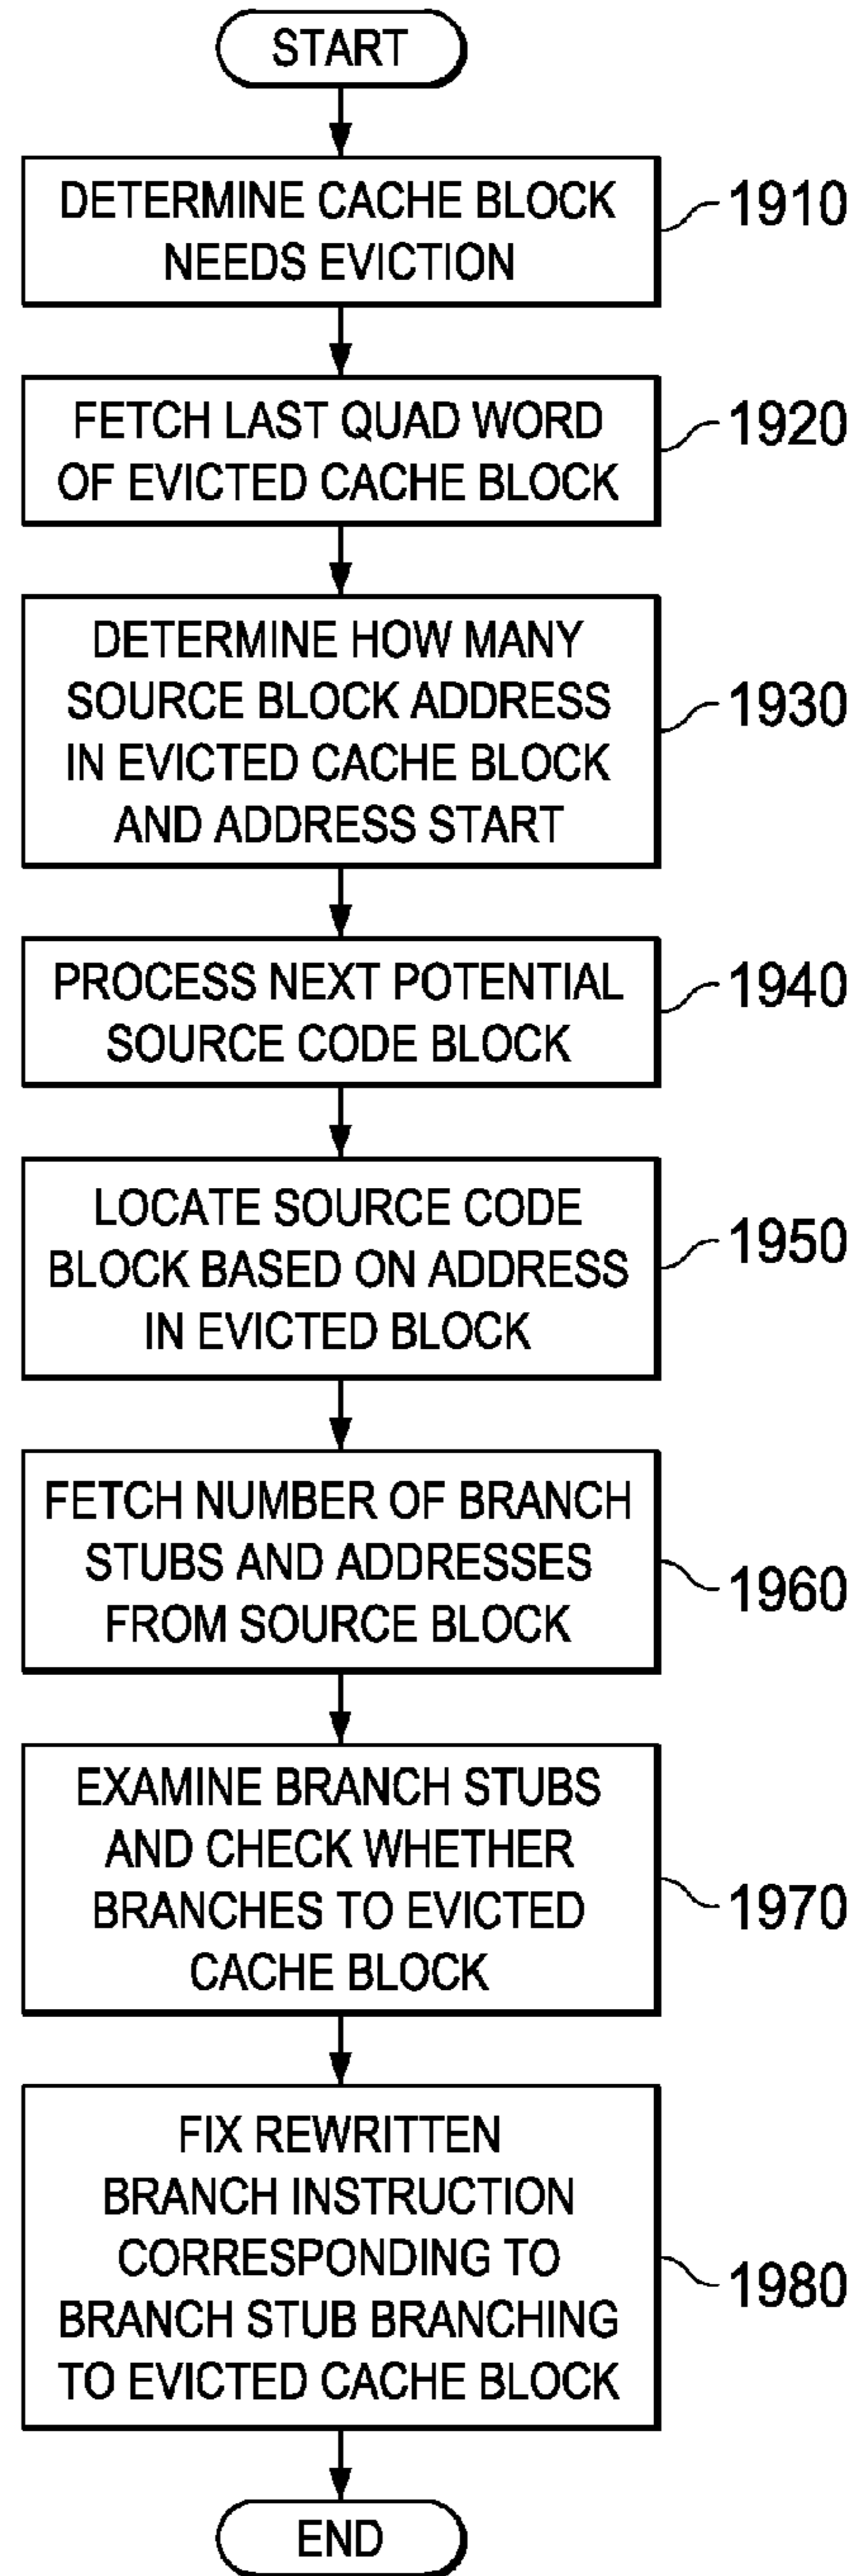 START
DETERMINE CACHE BLOCK
NEEDS EVICTION
1910
FETCH LAST QUAD WORD
OF EVICTED CACHE BLOCK
1920
DETERMINE HOW MANY
SOURCE BLOCK ADDRESS
IN EVICTED CACHE BLOCK
AND ADDRESS START
1930
PROCESS NEXT POTENTIAL
SOURCE CODE BLOCK
1940
LOCATE SOURCE CODE
BLOCK BASED ON ADDRESS
IN EVICTED BLOCK
1950
FETCH NUMBER OF BRANCH
STUBS AND ADDRESSES
FROM SOURCE BLOCK
1960
EXAMINE BRANCH STUBS
AND CHECK WHETHER
BRANCHES TO EVICTED
CACHE BLOCK
1970
FIX REWRITTEN
BRANCH INSTRUCTION
CORRESPONDING TO
BRANCH STUB BRANCHING
TO EVICTED CACHE BLOCK
1980
END